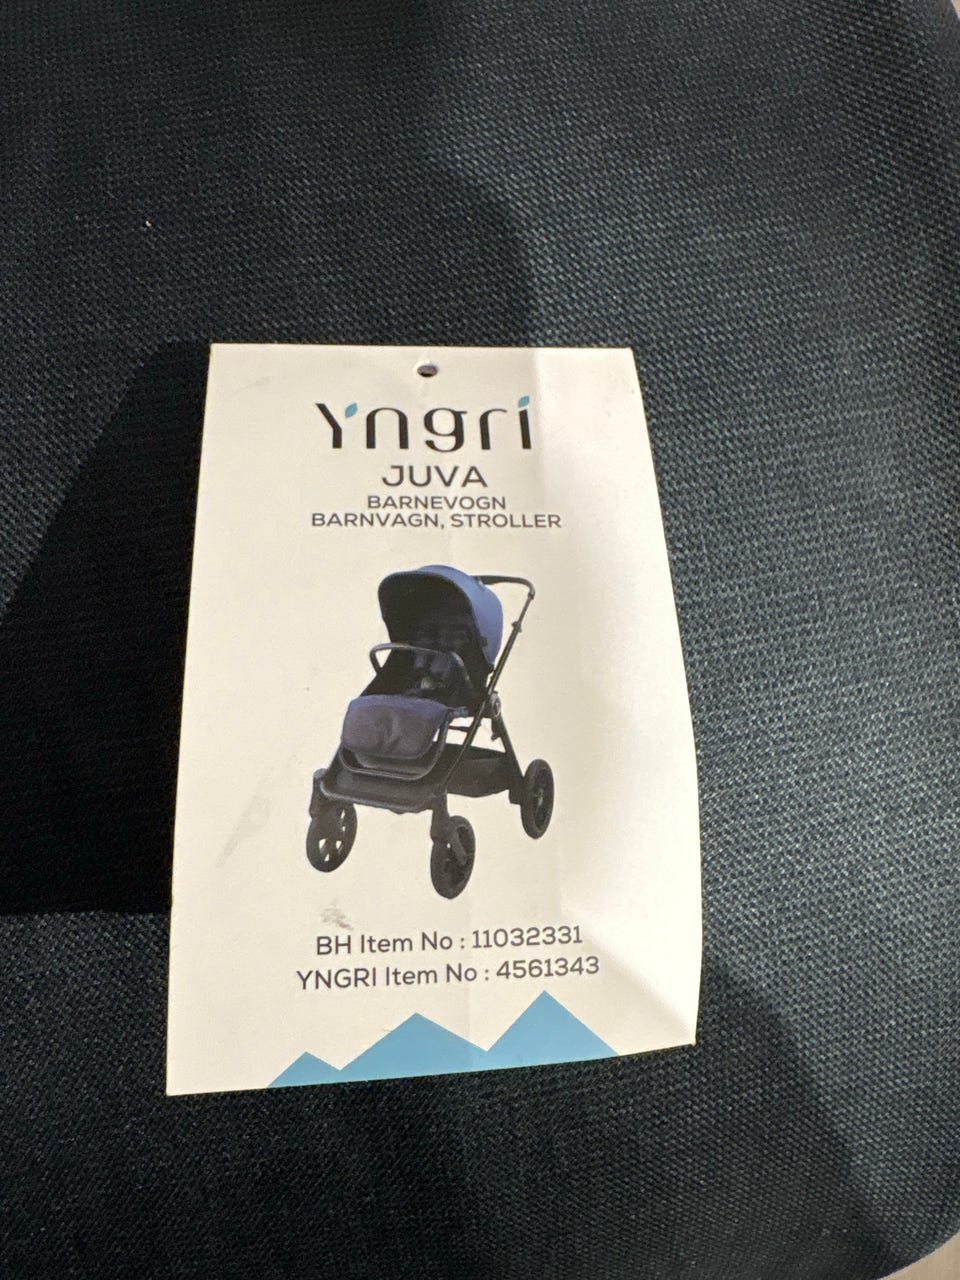 Yngri
JUVA
BARNEVOGN
BARNVAGN, STROLLER
BH Item No : 11032331
YNGRI Item No : 4561343